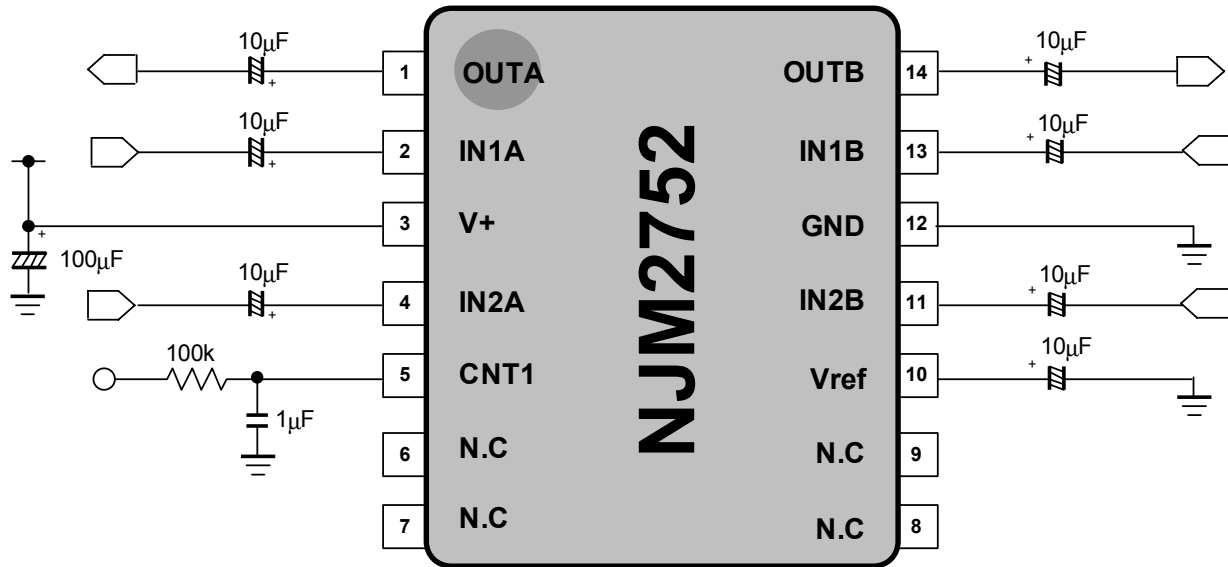 10μF 10μF
1 OUTA OUTB 14
+ +
10μF 10μF
2 IN1A IN1B 13
+ +
3 V+ GND 12
+
100μF
10μF 10μF
4 IN2A IN2B 11
+ +
100k 10μF
5 CNT1 Vref 10
+
1μF
6 N.C N.C 9
7 N.C N.C 8
NJM2752